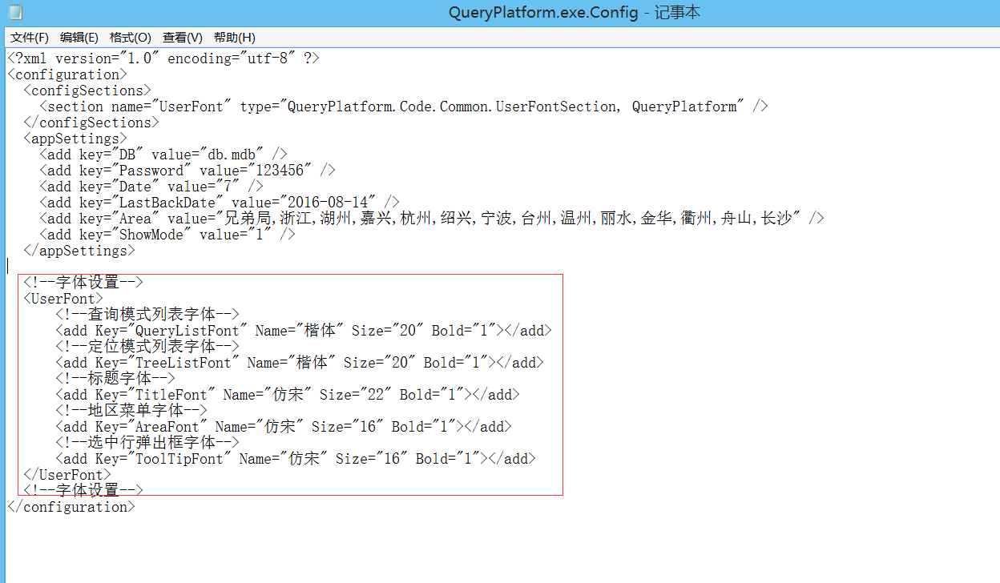 QueryPlatform.exe.Config - 记事本
文件(F) 编辑(E) 格式(O) 查看(V) 帮助(H)
<?xml version="1.0" encoding="utf-8" ?>
<configuration>
  <configSections>
    <section name="UserFont" type="QueryPlatform.Code.Common.UserFontSection, QueryPlatform" />
  </configSections>
  <appSettings>
    <add key="DB" value="db.mdb" />
    <add key="Password" value="123456" />
    <add key="Date" value="7" />
    <add key="LastBackDate" value="2016-08-14" />
    <add key="Area" value="兄弟局,浙江,湖州,嘉兴,杭州,绍兴,宁波,台州,温州,丽水,金华,衢州,舟山,长沙" />
    <add key="ShowMode" value="1" />
  </appSettings>
  <!--字体设置-->
  <UserFont>
      <!--查询模式列表字体-->
      <add Key="QueryListFont" Name="楷体" Size="20" Bold="1"></add>
      <!--定位模式列表字体-->
      <add Key="TreeListFont" Name="楷体" Size="20" Bold="1"></add>
      <!--标题字体-->
      <add Key="TitleFont" Name="仿宋" Size="22" Bold="1"></add>
      <!--地区菜单字体-->
      <add Key="AreaFont" Name="仿宋" Size="16" Bold="1"></add>
      <!--选中行弹出框字体-->
      <add Key="ToolTipFont" Name="仿宋" Size="16" Bold="1"></add>
  </UserFont>
  <!--字体设置-->
</configuration>